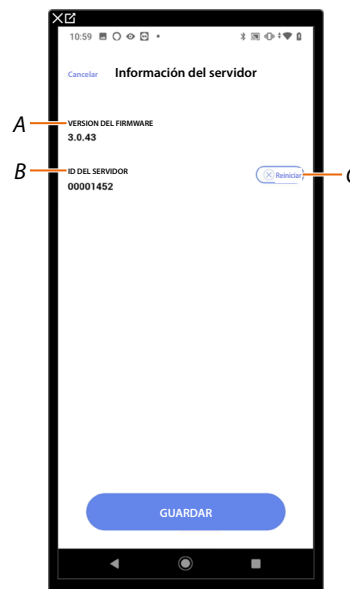 10:59
Cancelar Información del servidor
A VERSION DEL FIRMWARE
3.0.43
B ID DEL SERVIDOR
Reiniciar
00001452
GUARDAR